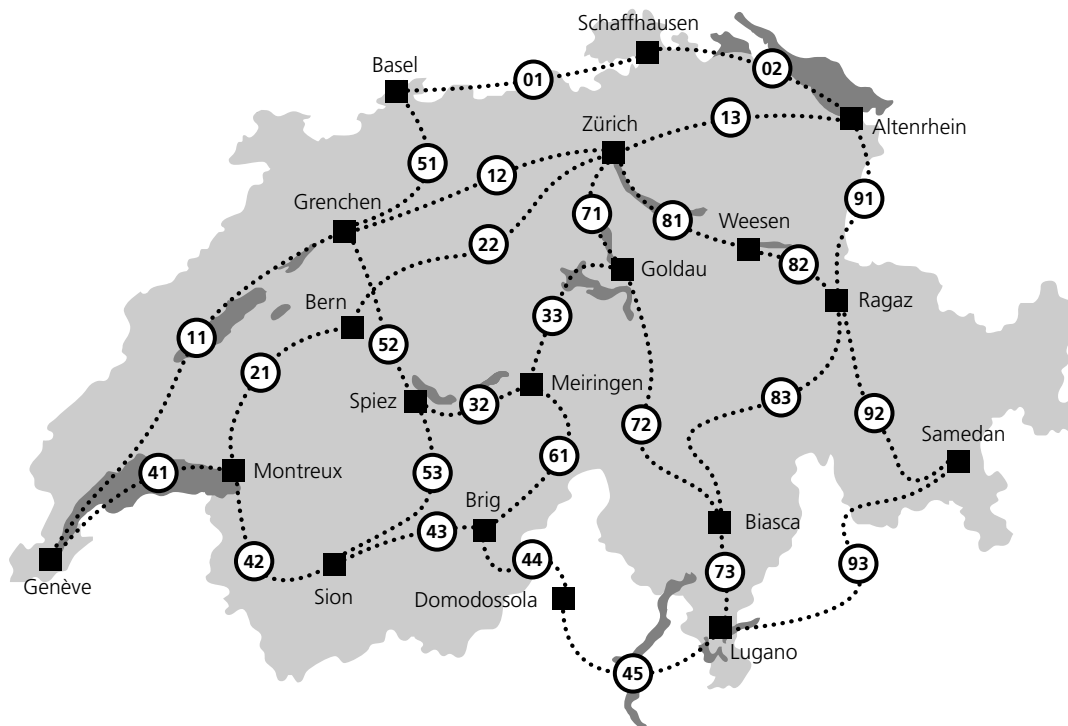 Schaffhausen
Basel
01
02
Zürich
13
Altenrhein
51
12
91
Grenchen
71
81
Weesen
22
82
Goldau
Ragaz
Bern
33
11
52
21
Meiringen
Spiez
32
83
72
92
Samedan
41
Montreux
53
61
Brig
Biasca
43
42
44
73
93
Genève
Sion
Domodossola
Lugano
45